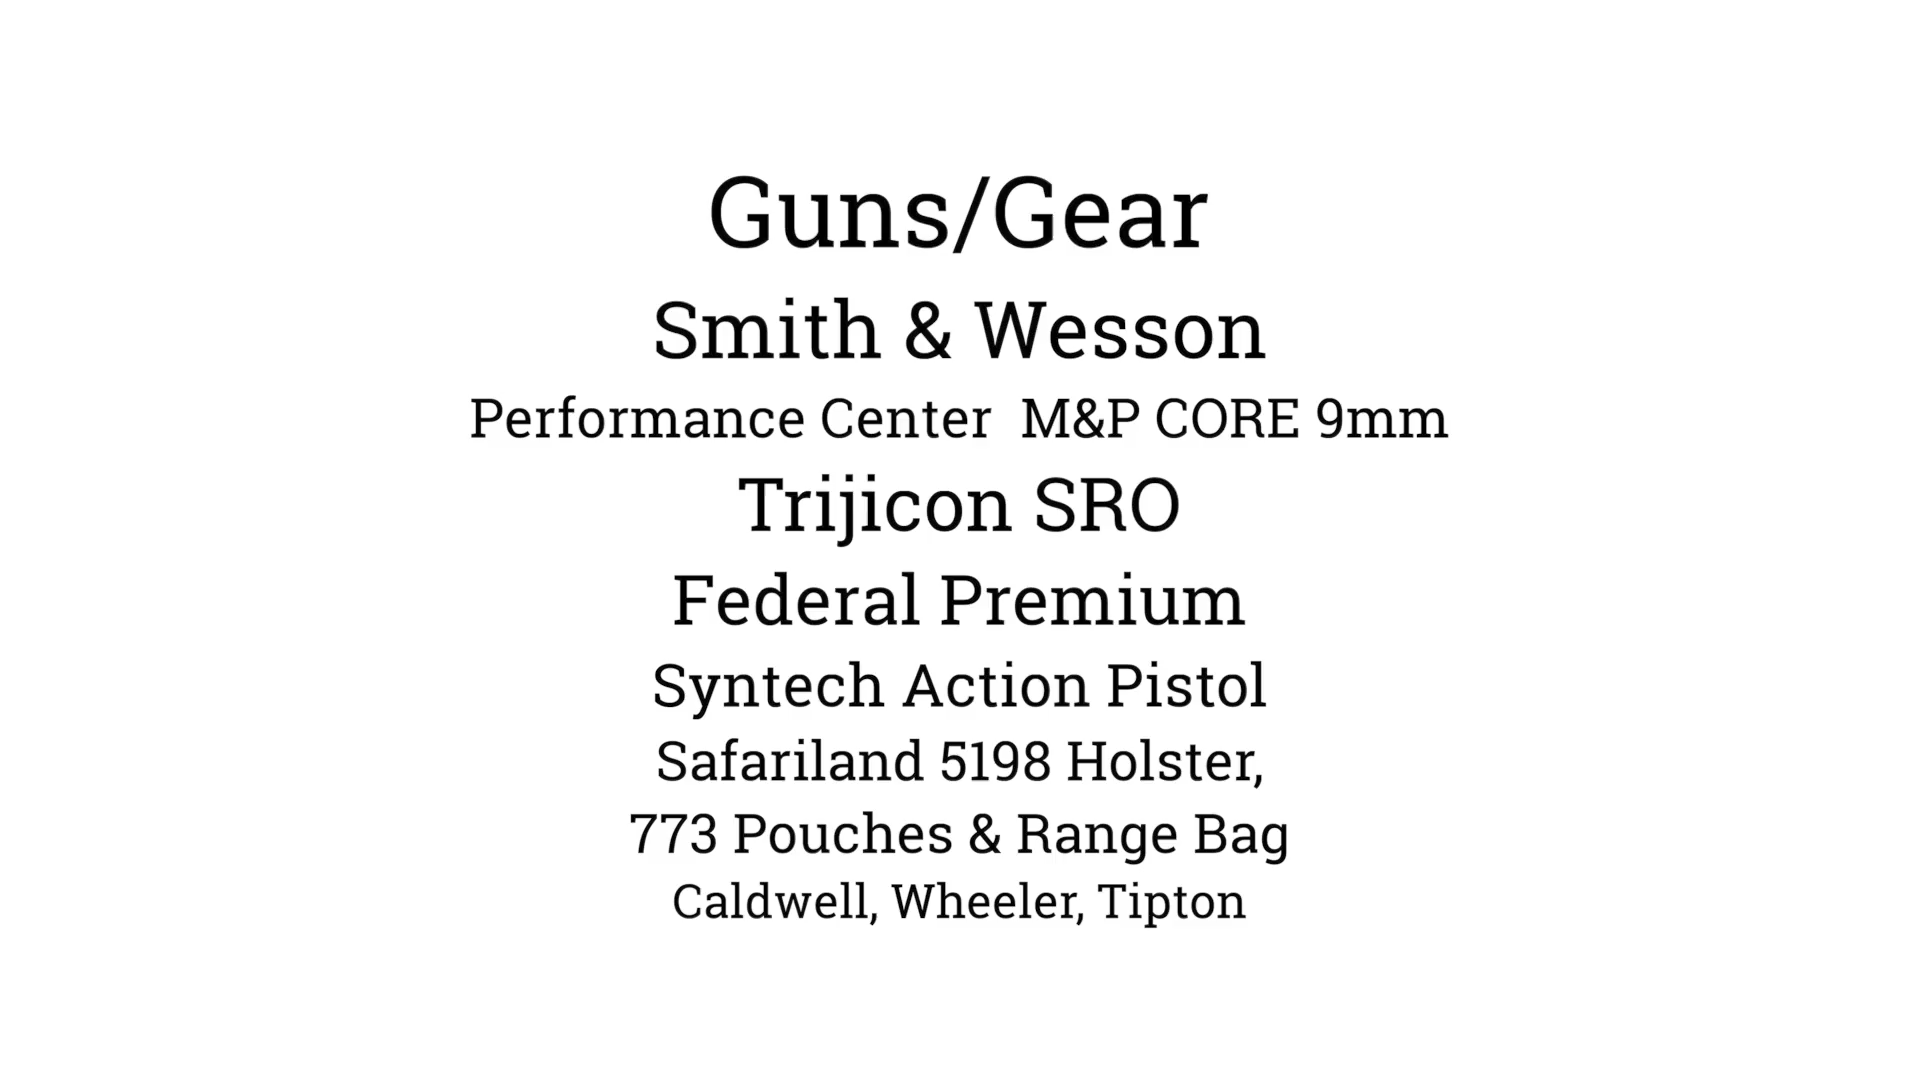 Guns/Gear
Smith & Wesson
Performance Center  M&P CORE 9mm
Trijicon SRO
Federal Premium
Syntech Action Pistol
Safariland 5198 Holster,
773 Pouches & Range Bag
Caldwell, Wheeler, Tipton